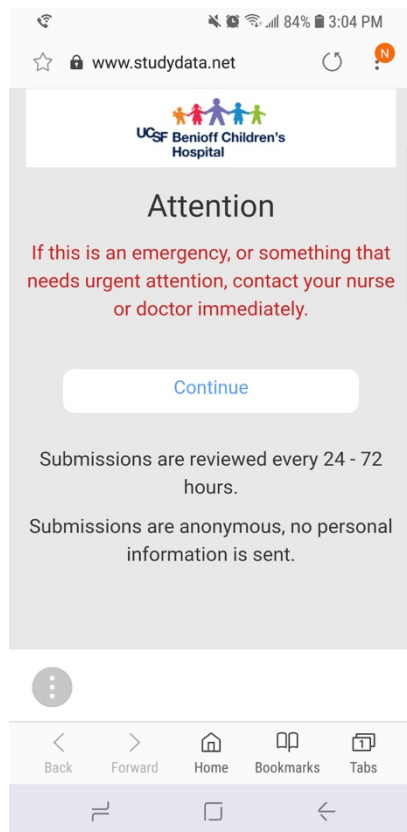 84% 3:04 PM
www.studydata.net
N
UCSF Benioff Children's
Hospital
Attention
If this is an emergency, or something that
needs urgent attention, contact your nurse
or doctor immediately.
Continue
Submissions are reviewed every 24 - 72
hours.
Submissions are anonymous, no personal
information is sent.
1
Back Forward Home Bookmarks Tabs